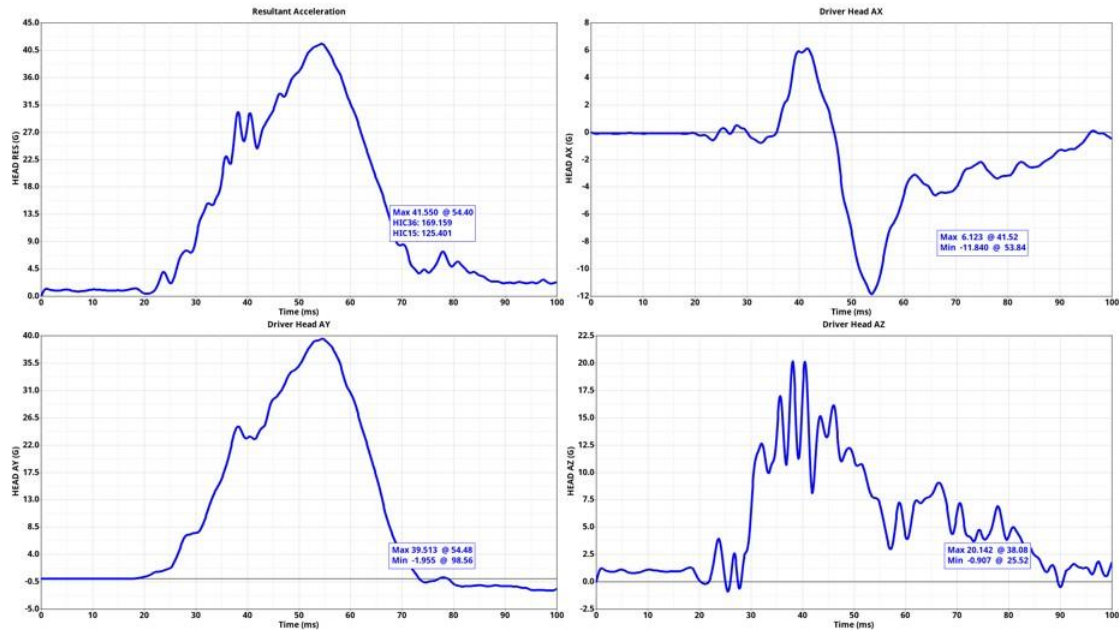 Resultant Acceleration
45.0
40.5
36.0
31.5
27.0
22.5
18.0
13.5
9.0
4.5
0.0
HEAD RES (G)
Max 41.550 @ 54.40
HIC36: 169.159
HIC15: 125.401
0 10 20 30 40 50 60 70 80 90 100
Time (ms)
Driver Head AX
8
6
4
2
0
-2
-4
-6
-8
-10
-12
HEAD AX (G)
Max 6.123 @ 41.52
Min -11.840 @ 53.84
0 10 20 30 40 50 60 70 80 90 100
Time (ms)
Driver Head AY
40.0
35.5
31.0
26.5
22.0
17.5
13.0
8.5
4.0
-0.5
-5.0
HEAD AY (G)
Max 39.513 @ 54.48
Min -1.955 @ 98.56
0 10 20 30 40 50 60 70 80 90 100
Time (ms)
Driver Head AZ
22.5
20.0
17.5
15.0
12.5
10.0
7.5
5.0
2.5
0.0
-2.5
HEAD AZ (G)
Max 20.142 @ 38.08
Min -0.907 @ 25.52
0 10 20 30 40 50 60 70 80 90 100
Time (ms)